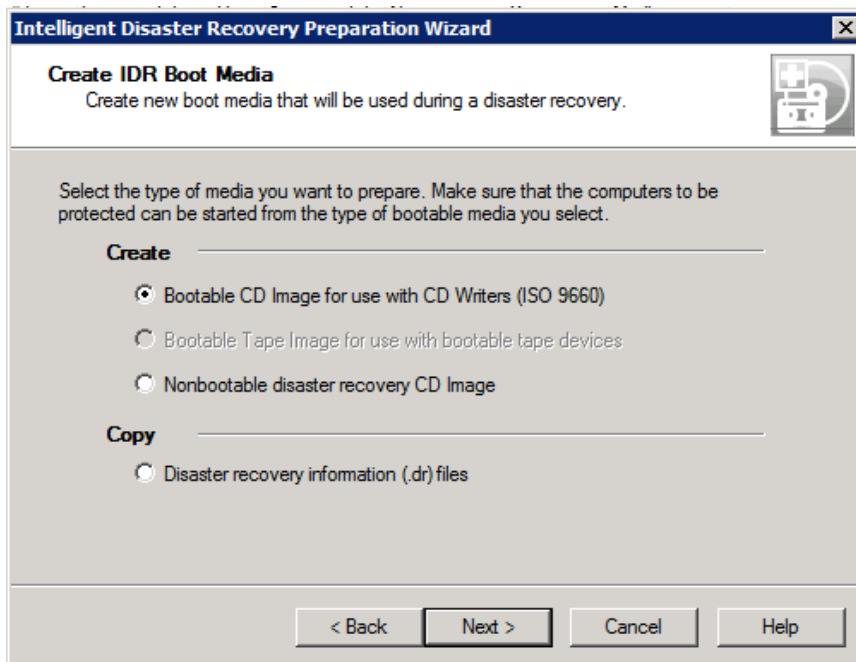 Intelligent Disaster Recovery Preparation Wizard
Create IDR Boot Media
Create new boot media that will be used during a disaster recovery.
Select the type of media you want to prepare. Make sure that the computers to be
protected can be started from the type of bootable media you select.
Create
Bootable CD Image for use with CD Writers (ISO 9660)
Bootable Tape Image for use with bootable tape devices
Nonbootable disaster recovery CD Image
Copy
Disaster recovery information (.dr) files
< Back
Next >
Cancel
Help